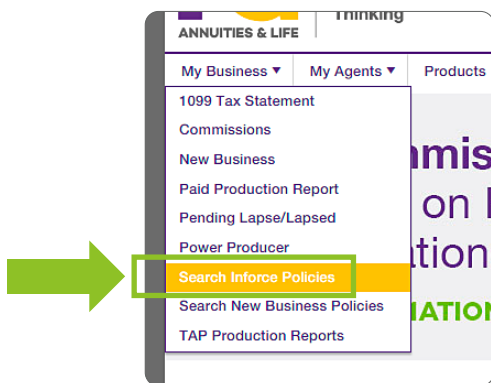 Thinking
ANNUITIES & LIFE
My Business ▼ My Agents ▼ Products
1099 Tax Statement
Commissions
New Business
Paid Production Report
Pending Lapse/Lapsed
Power Producer
Search Inforce Policies
Search New Business Policies
TAP Production Reports
on